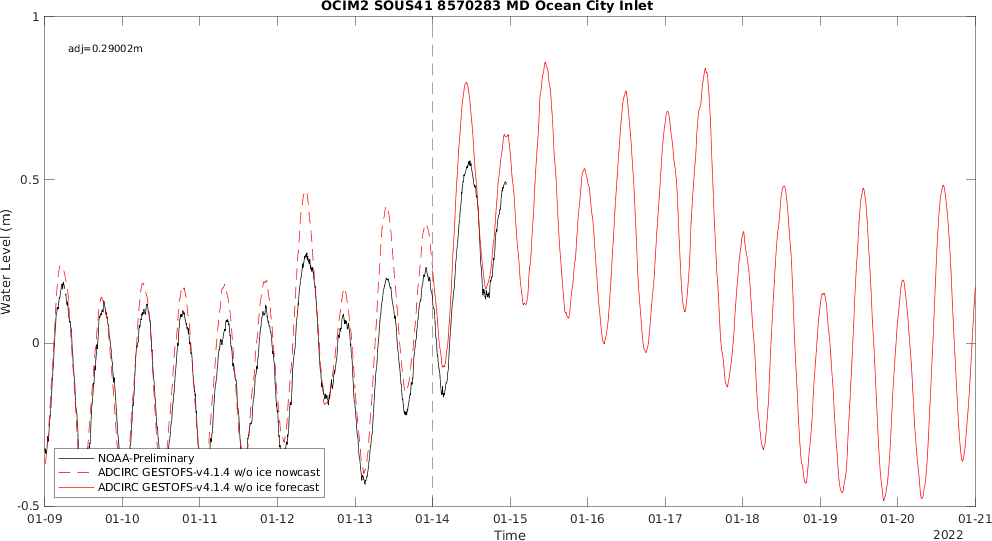 OCIM2 SOUS41 8570283 MD Ocean City Inlet
adj=0.29002m
1
0.5
0
-0.5
Water Level (m)
NOAA-Preliminary
ADCIRC GESTOFS-v4.1.4 w/o ice nowcast
ADCIRC GESTOFS-v4.1.4 w/o ice forecast
01-09 01-10 01-11 01-12 01-13 01-14 01-15 01-16 01-17 01-18 01-19 01-20 01-21
Time
2022